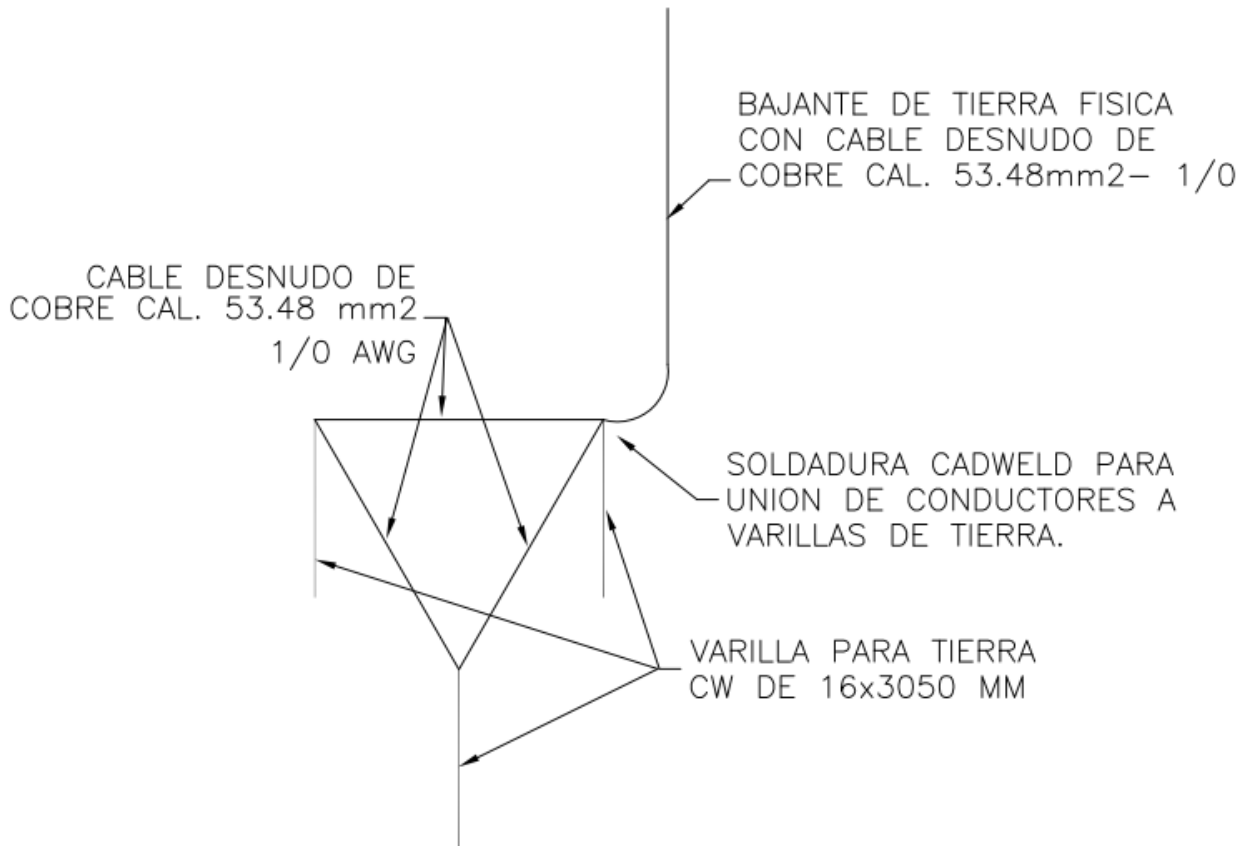 BAJANTE DE TIERRA FISICA
CON CABLE DESNUDO DE
COBRE CAL. 53.48mm2- 1/0
CABLE DESNUDO DE
COBRE CAL. 53.48 mm2
1/0 AWG
SOLDADURA CADWELD PARA
UNION DE CONDUCTORES A
VARILLAS DE TIERRA.
VARILLA PARA TIERRA
CW DE 16x3050 MM